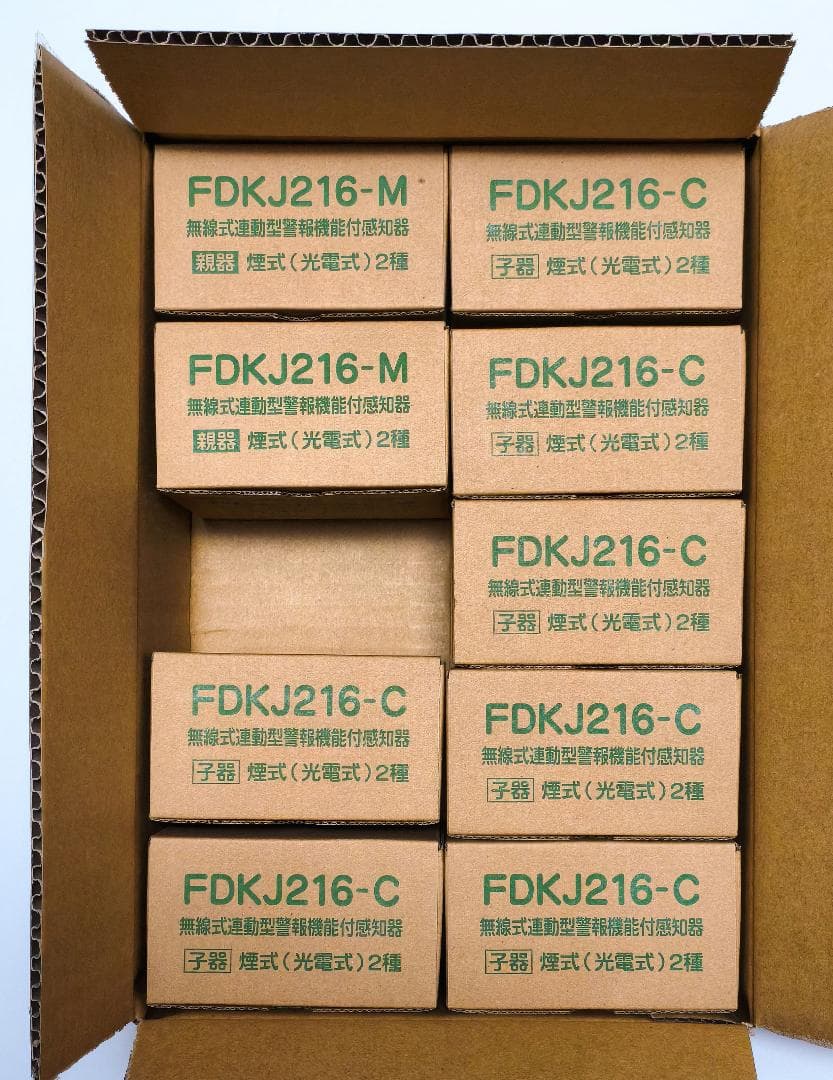 FDKJ216-M
無線式連動型警報機能付感知器
親器 煙式(光電式)2種
FDKJ216-C
無線式連動型警報機能付感知器
子器 煙式(光電式)2種
FDKJ216-M
無線式連動型警報機能付感知器
親器 煙式(光電式)2種
FDKJ216-C
無線式連動型警報機能付感知器
子器 煙式(光電式)2種
FDKJ216-C
無線式連動型警報機能付感知器
子器 煙式(光電式)2種
FDKJ216-C
無線式連動型警報機能付感知器
子器 煙式(光電式)2種
FDKJ216-C
無線式連動型警報機能付感知器
子器 煙式(光電式)2種
FDKJ216-C
無線式連動型警報機能付感知器
子器 煙式(光電式)2種
FDKJ216-C
無線式連動型警報機能付感知器
子器 煙式(光電式)2種